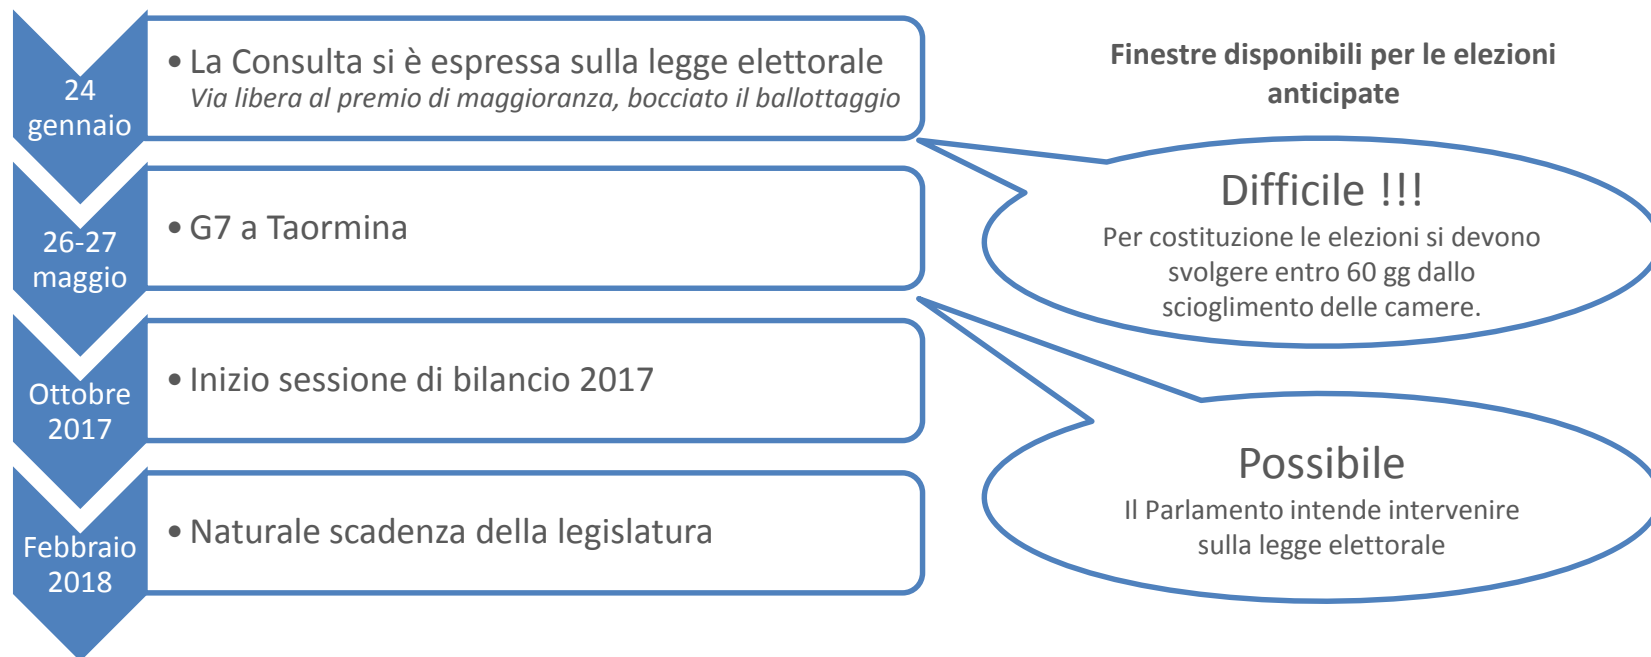 24
gennaio
• La Consulta si è espressa sulla legge elettorale
Via libera al premio di maggioranza, bocciato il ballottaggio
26-27
maggio
• G7 a Taormina
Ottobre
2017
• Inizio sessione di bilancio 2017
Febbraio
2018
• Naturale scadenza della legislatura
Finestre disponibili per le elezioni
anticipate
Difficile !!!
Per costituzione le elezioni si devono
svolgere entro 60 gg dallo
scioglimento delle camere.
Possibile
Il Parlamento intende intervenire
sulla legge elettorale